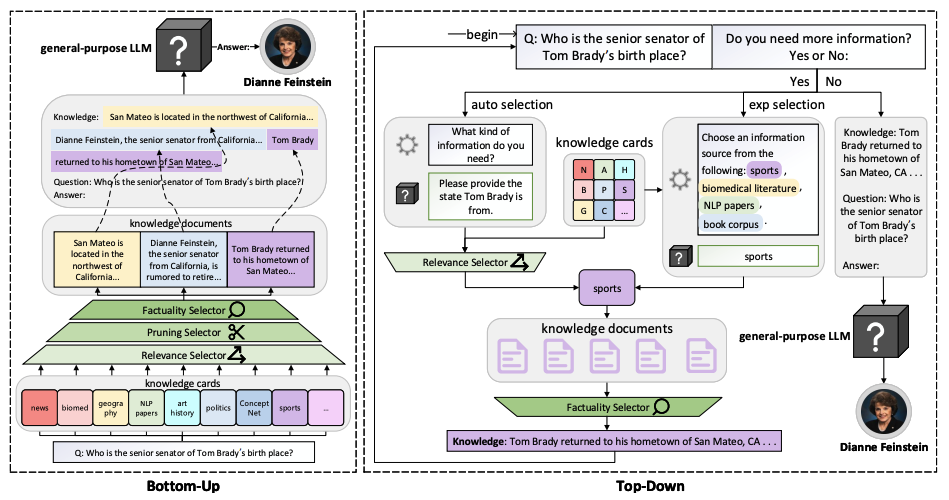 general-purpose LLM
?
Answer:
Dianne Feinstein
Knowledge: San Mateo is located in the northwest of California...
Dianne Feinstein, the senior senator from California... Tom Brady
returned to his hometown of San Mateo...
Question: Who is the senior senator of Tom Brady's birth place?
Answer:
knowledge documents
San Mateo is
located in the
northwest of
California...
Dianne Feinstein,
the senior senator
from California, is
rumored to retire...
Tom Brady returned
to his hometown of
San Mateo...
Factuality Selector
Pruning Selector
Relevance Selector
knowledge cards
news
biomed
geogra
phy
NLP
papers
art
history
politics
Concept
Net
sports
...
Q: Who is the senior senator of Tom Brady's birth place?
Bottom-Up
begin
Q: Who is the senior senator of
Tom Brady's birth place?
Do you need more information?
Yes or No:
Yes
No
auto selection
What kind of
information do you
need?
?
Please provide the
state Tom Brady is
from.
Relevance Selector
knowledge cards
N A H
B P S
G C ...
exp selection
Choose an information
source from the
following: sports ,
biomedical literature ,
NLP papers ,
book corpus .
?
sports
sports
knowledge documents
Factuality Selector
Knowledge: Tom Brady returned to his hometown of San Mateo, CA . . .
Knowledge: Tom
Brady returned to
his hometown of
San Mateo, CA . . .
Question: Who is
the senior senator
of Tom Brady's birth
place?
Answer:
general-purpose LLM
?
Dianne Feinstein
Top-Down